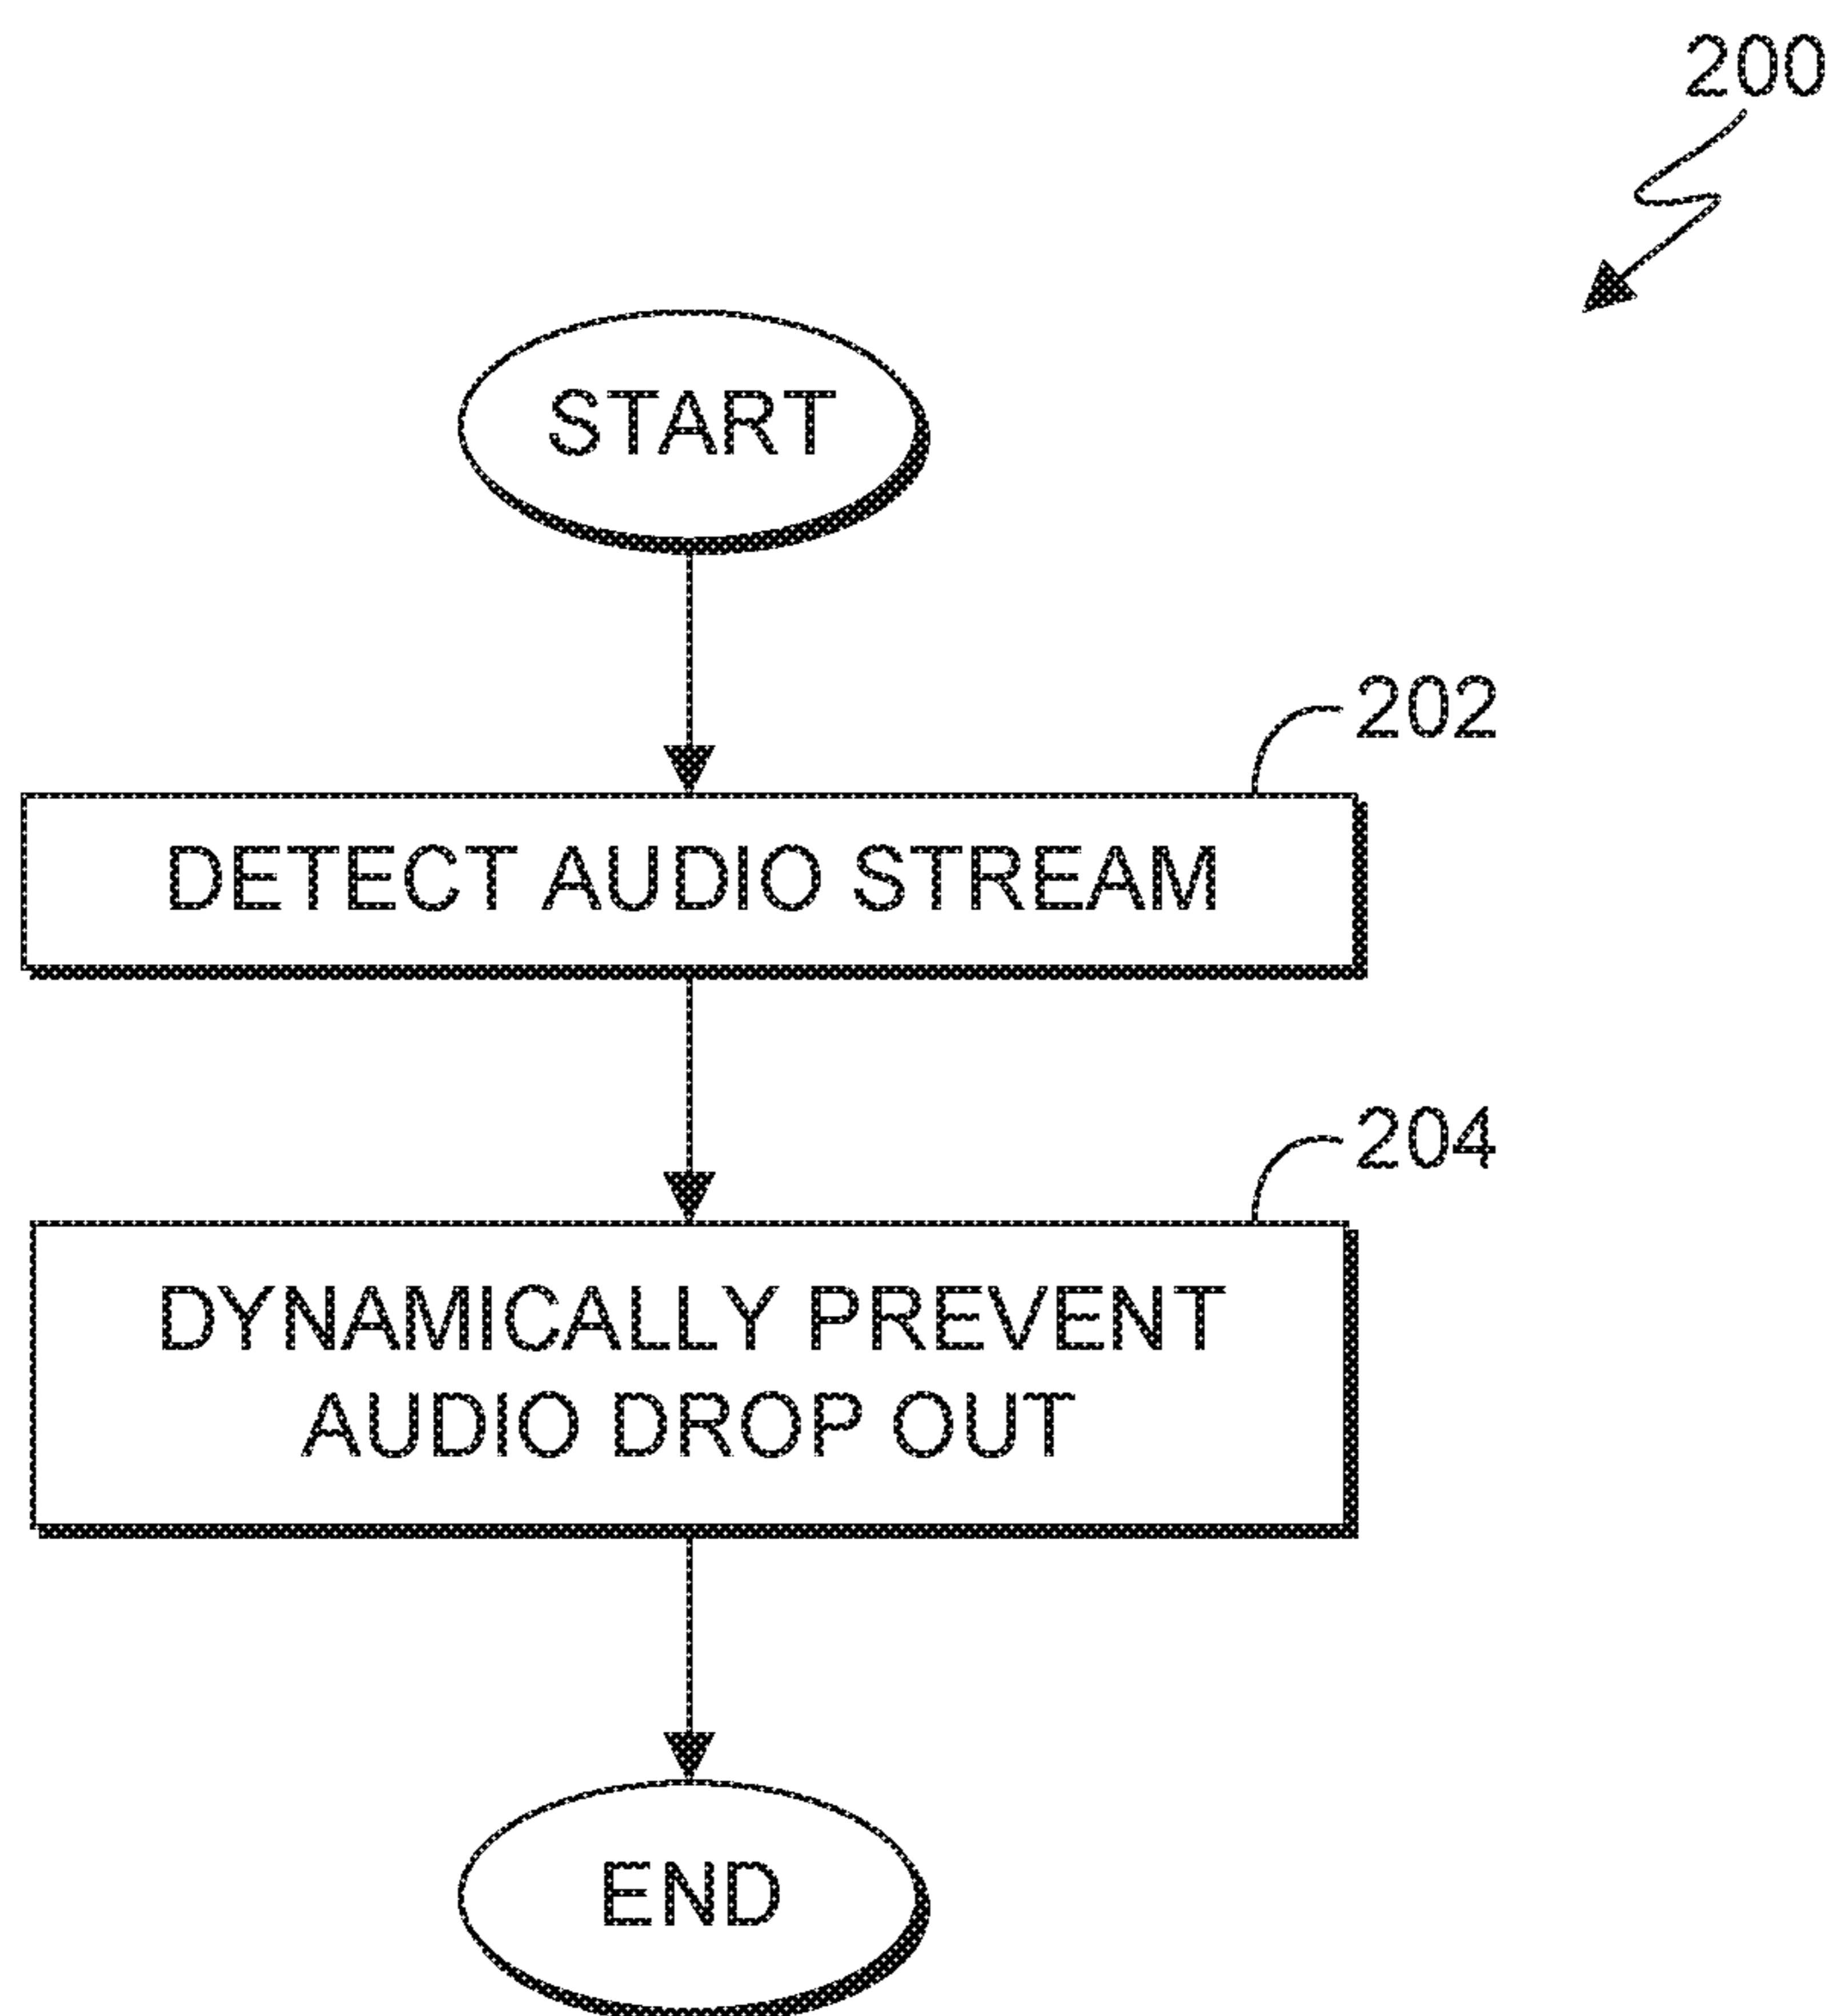 200
START
202
DETECT AUDIO STREAM
204
DYNAMICALLY PREVENT
AUDIO DROP OUT
END